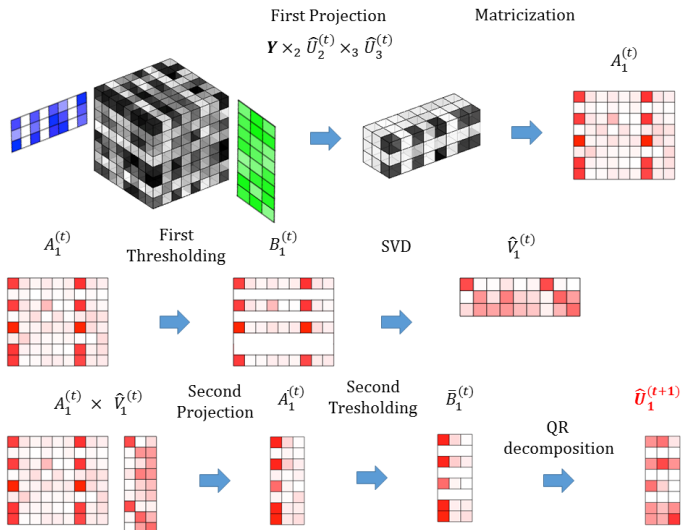 First Projection
Matricization
Y ×₂ Û₂^(t) ×₃ Û₃^(t)
A₁^(t)
A₁^(t)
First
Thresholding
B₁^(t)
SVD
V̂₁^(t)
A₁^(t) × V̂₁^(t)
Second
Projection
Ā₁^(t)
Second
Tresholding
B̄₁^(t)
QR
decomposition
Û₁^(t+1)